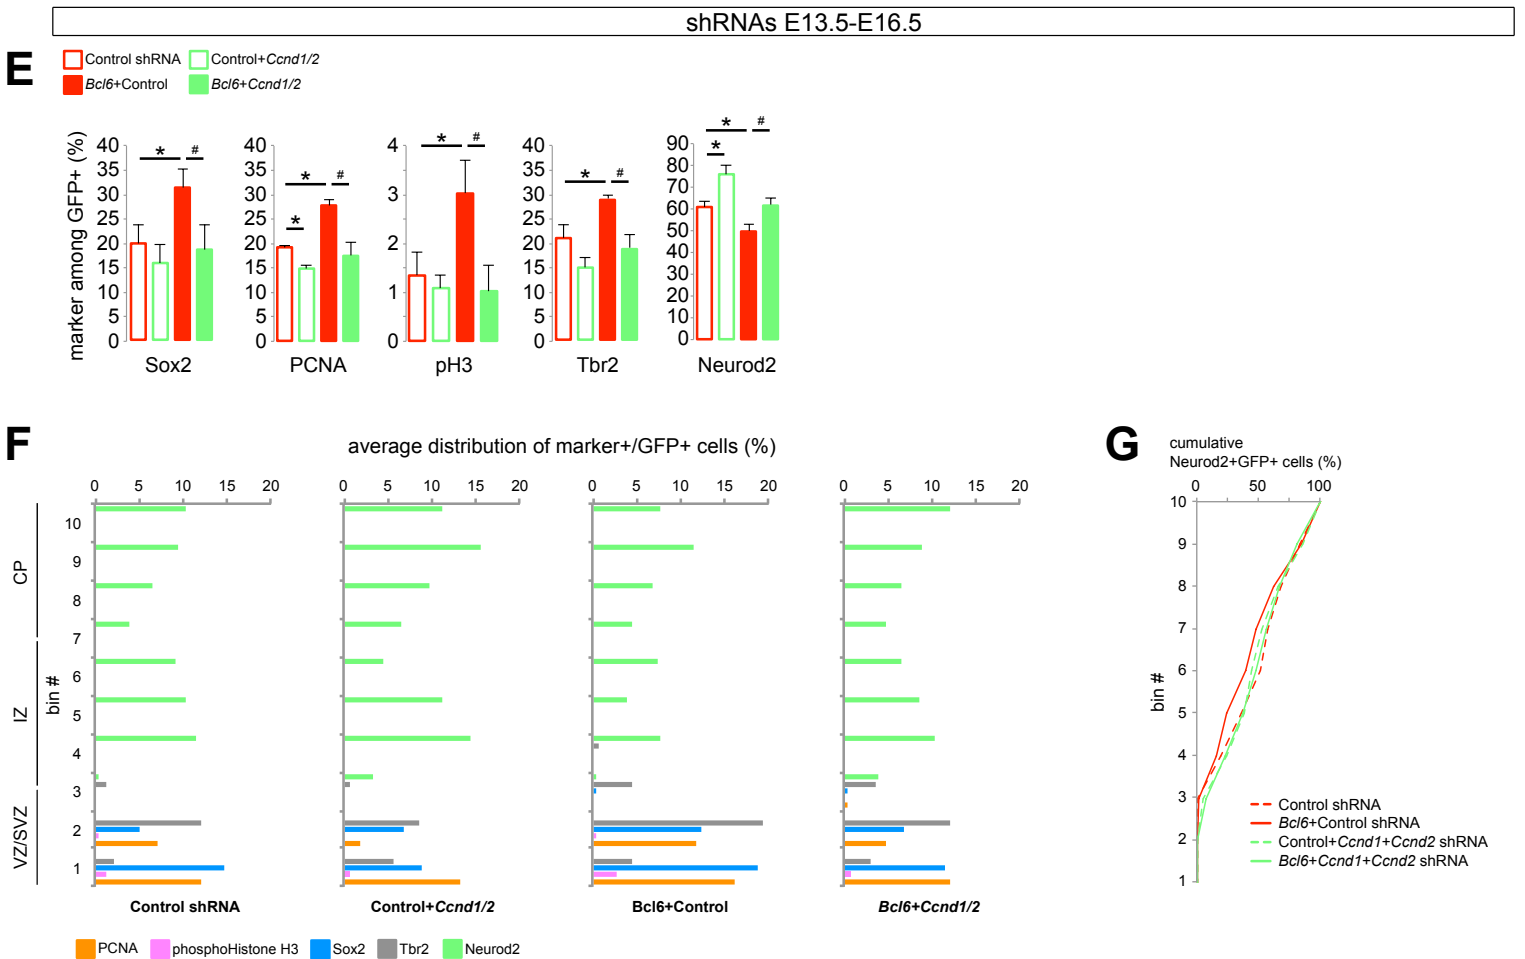 shRNAs E13.5-E16.5
E
Control shRNA Control+Ccnd1/2
Bcl6+Control Bcl6+Ccnd1/2
marker among GFP+ (%)
40 35 30 25 20 15 10 5 0
* #
Sox2
40 35 30 25 20 15 10 5 0
* * #
PCNA
4 3 2 1 0
* #
pH3
40 35 30 25 20 15 10 5 0
* #
Tbr2
90 80 70 60 50 40 30 20 10 0
* * #
Neurod2
F
average distribution of marker+/GFP+ cells (%)
0 5 10 15 20 0 5 10 15 20 0 5 10 15 20 0 5 10 15 20
CP
IZ
VZ/SVZ
bin #
10
9
8
7
6
5
4
3
2
1
Control shRNA Control+Ccnd1/2 Bcl6+Control Bcl6+Ccnd1/2
PCNA phosphoHistone H3 Sox2 Tbr2 Neurod2
G
cumulative
Neurod2+GFP+ cells (%)
0 50 100
bin #
10
9
8
7
6
5
4
3
2
1
Control shRNA
Bcl6+Control shRNA
Control+Ccnd1+Ccnd2 shRNA
Bcl6+Ccnd1+Ccnd2 shRNA